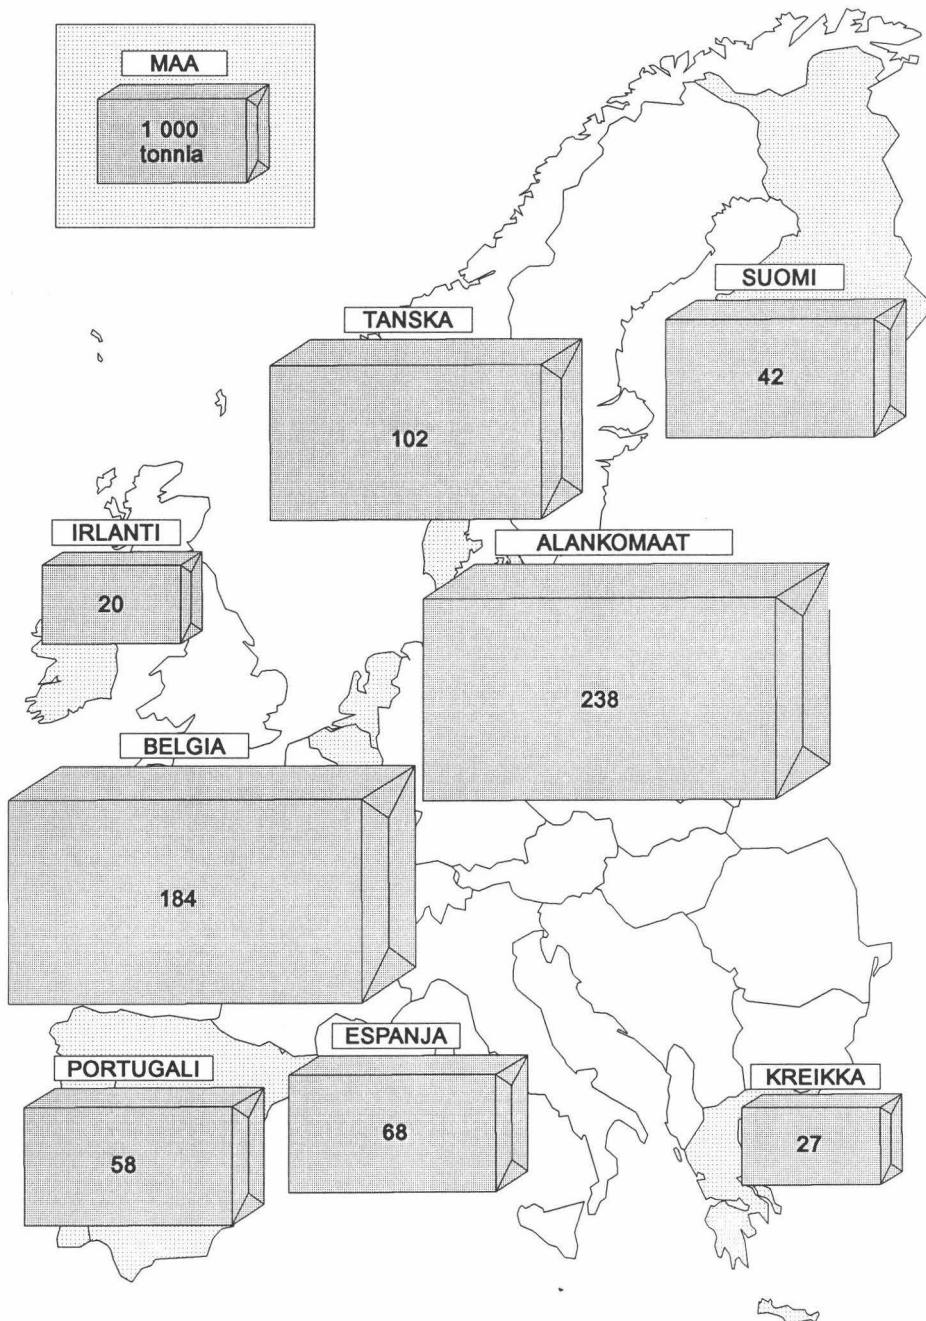 MAA
1 000
tonnia
SUOMI
42
TANSKA
102
IRLANTI
20
ALANKOMAAT
238
BELGIA
184
ESPANJA
68
PORTUGALI
58
KREIKKA
27